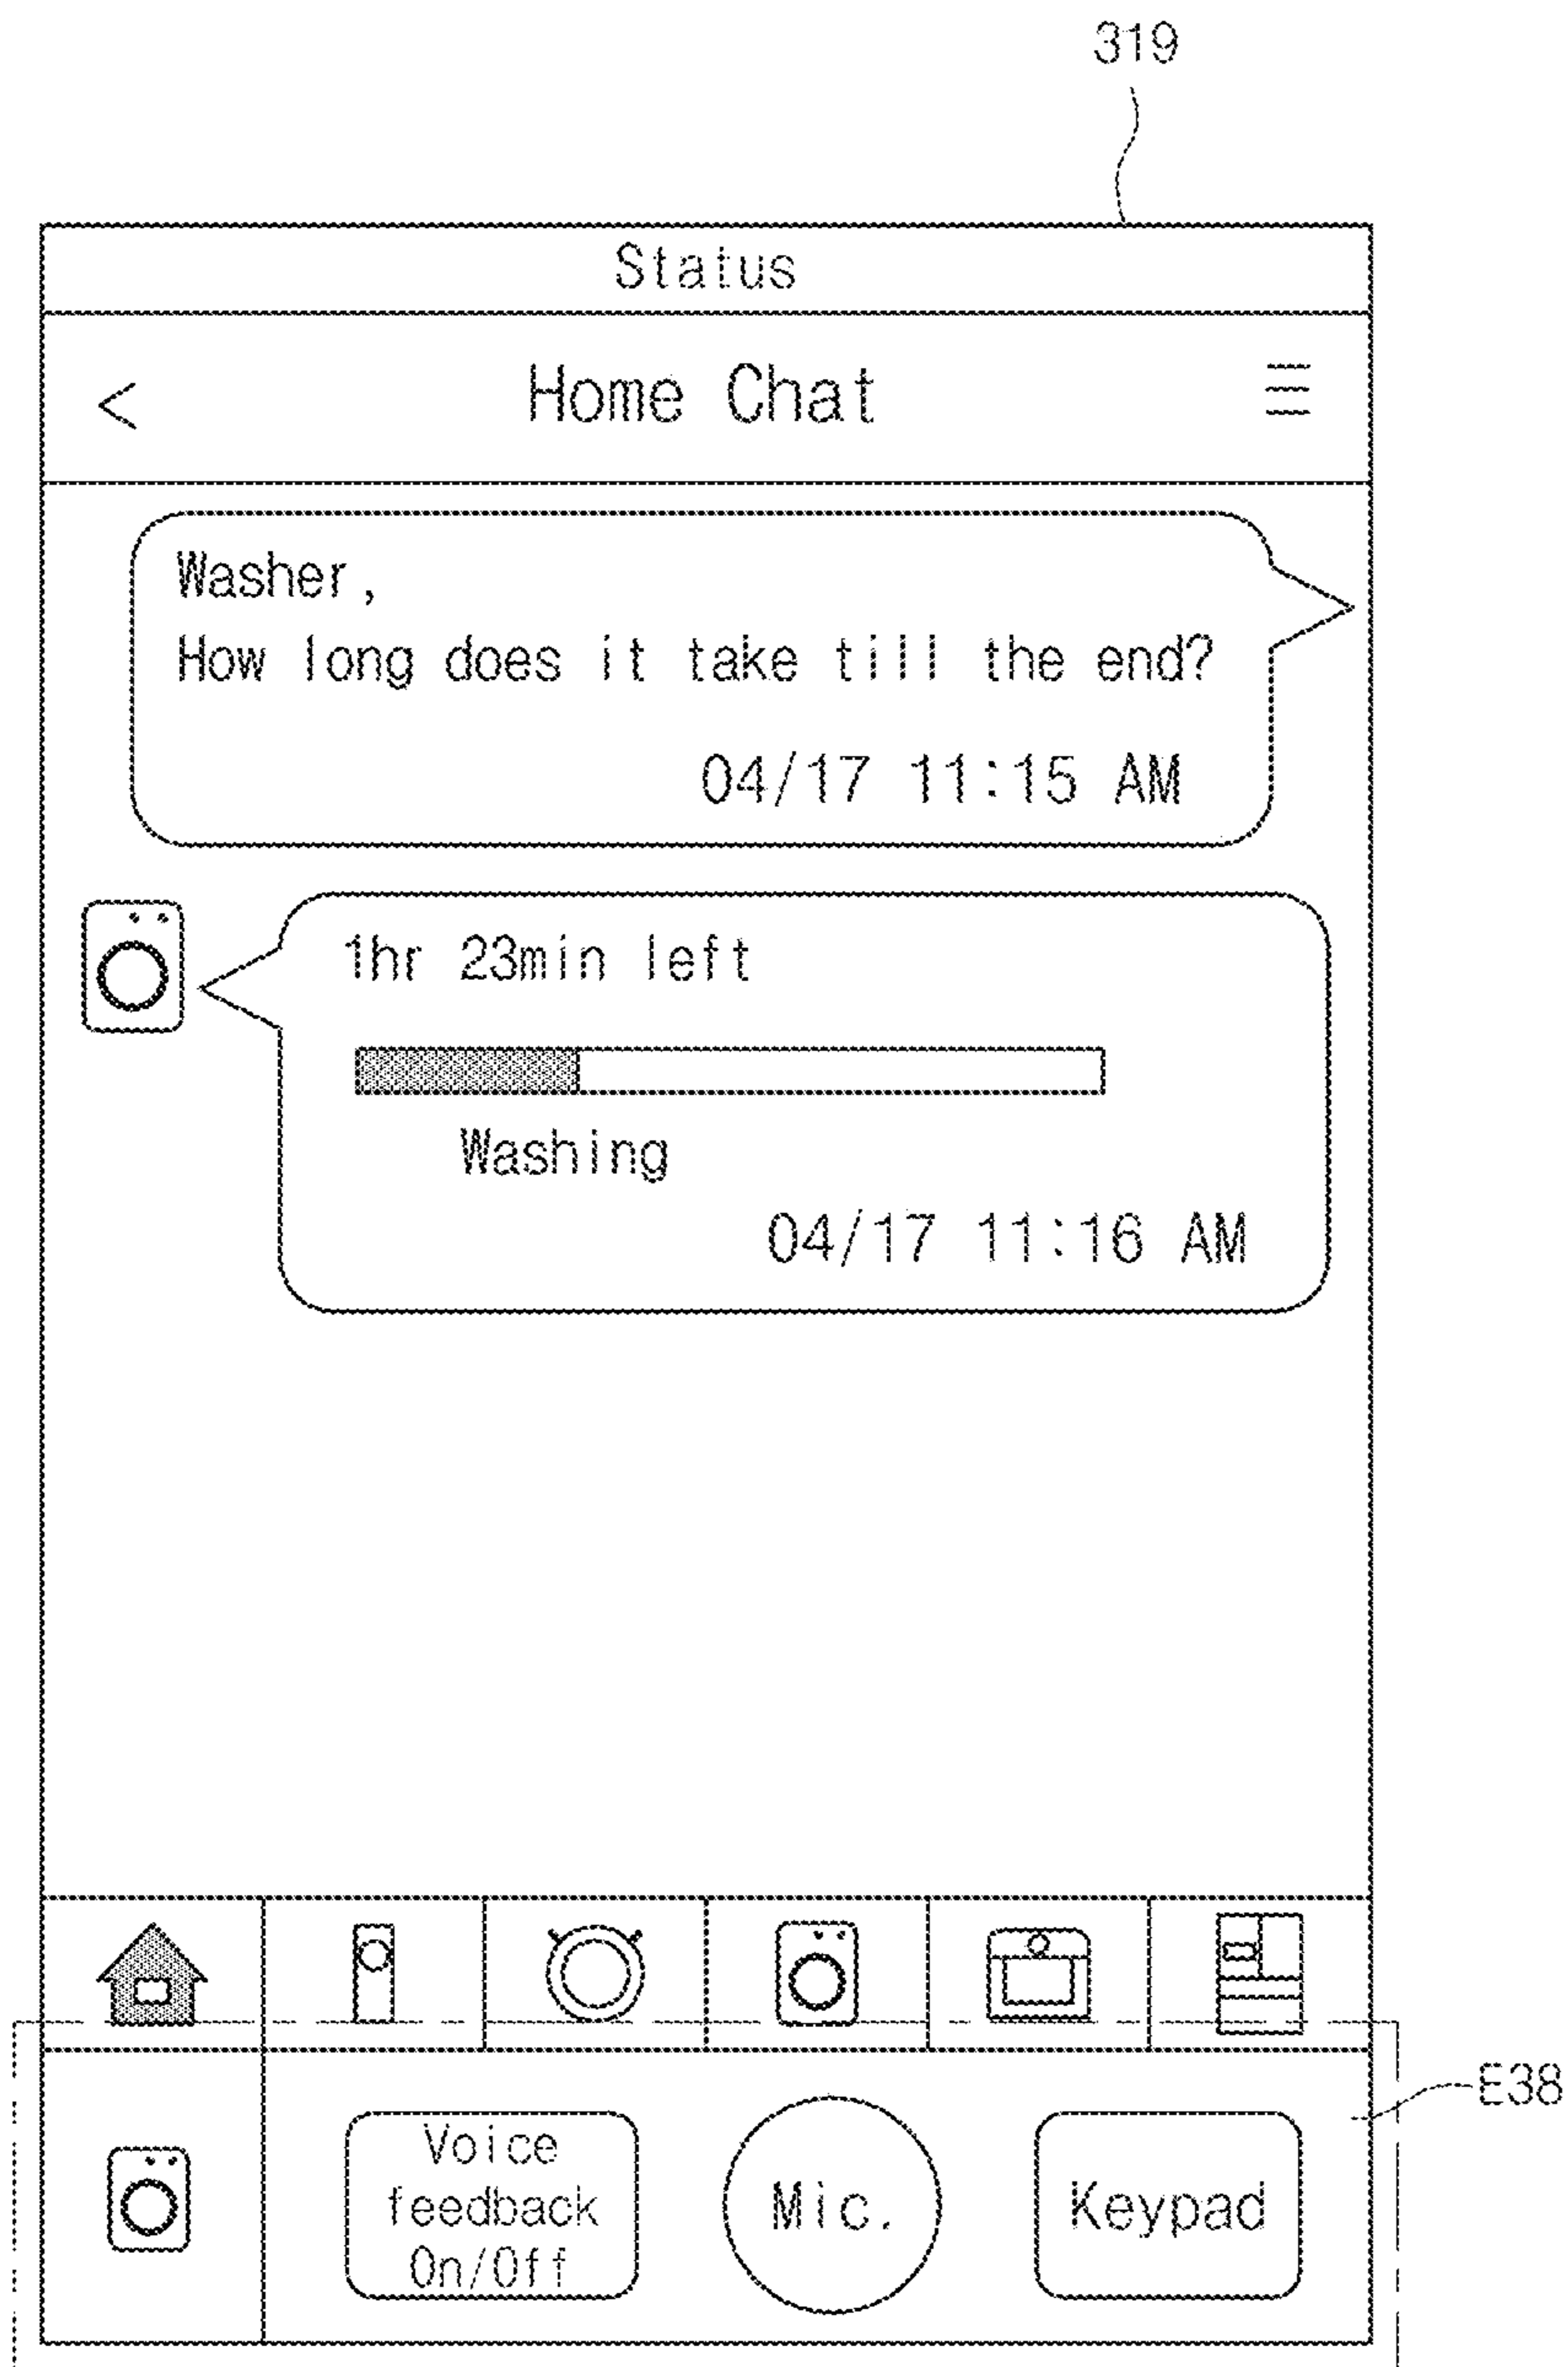 319
Status
< Home Chat
Washer,
How long does it take till the end?
04/17 11:15 AM
1hr 23min left
Washing
04/17 11:16 AM
E38
Voice
feedback
On/Off
Mic.
Keypad